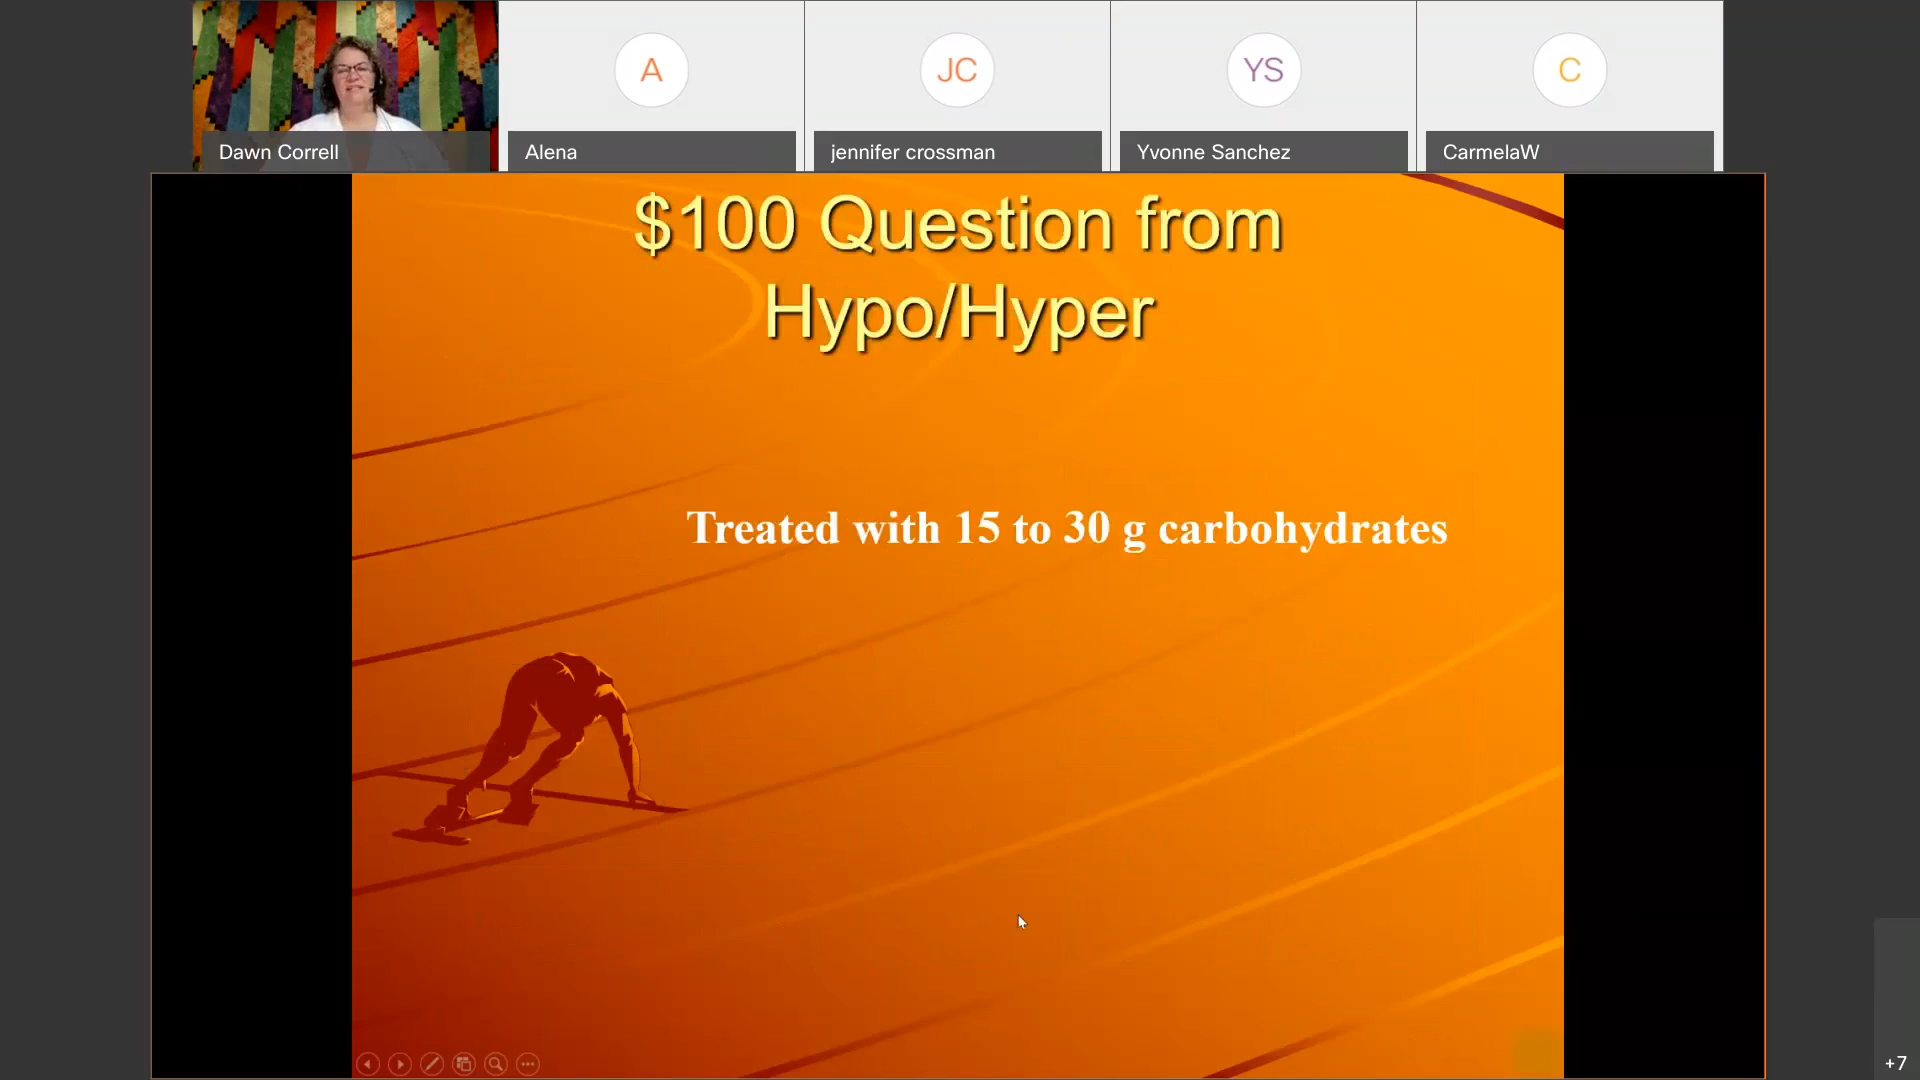 A
JC
YS
C
Dawn Correll
Alena
jennifer crossman
Yvonne Sanchez
CarmelaW
$100 Question from
Hypo/Hyper
Treated with 15 to 30 g carbohydrates
+7